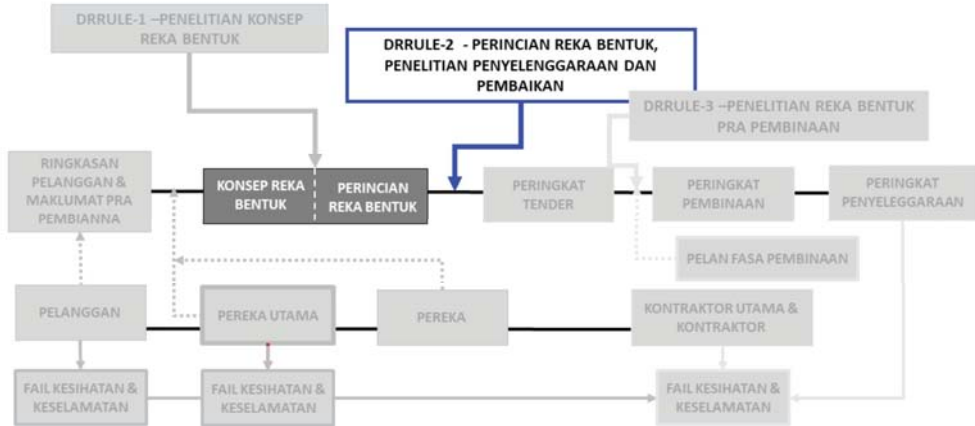 DRRULE-1 –PENELITIAN KONSEP
REKA BENTUK
DRRULE-2 - PERINCIAN REKA BENTUK,
PENELITIAN PENYELENGGARAAN DAN
PEMBAIKAN
DRRULE-3 –PENELITIAN REKA BENTUK
PRA PEMBINAAN
RINGKASAN
PELANGGAN &
MAKLUMAT PRA
PEMBIANNA
KONSEP REKA
BENTUK
PERINCIAN
REKA BENTUK
PERINGKAT
TENDER
PERINGKAT
PEMBINAAN
PERINGKAT
PENYELEGGARAAN
PELAN FASA PEMBINAAN
PELANGGAN
PEREKA UTAMA
PEREKA
KONTRAKTOR UTAMA &
KONTRAKTOR
FAIL KESIHATAN &
KESELAMATAN
FAIL KESIHATAN &
KESELAMATAN
FAIL KESIHATAN &
KESELAMATAN